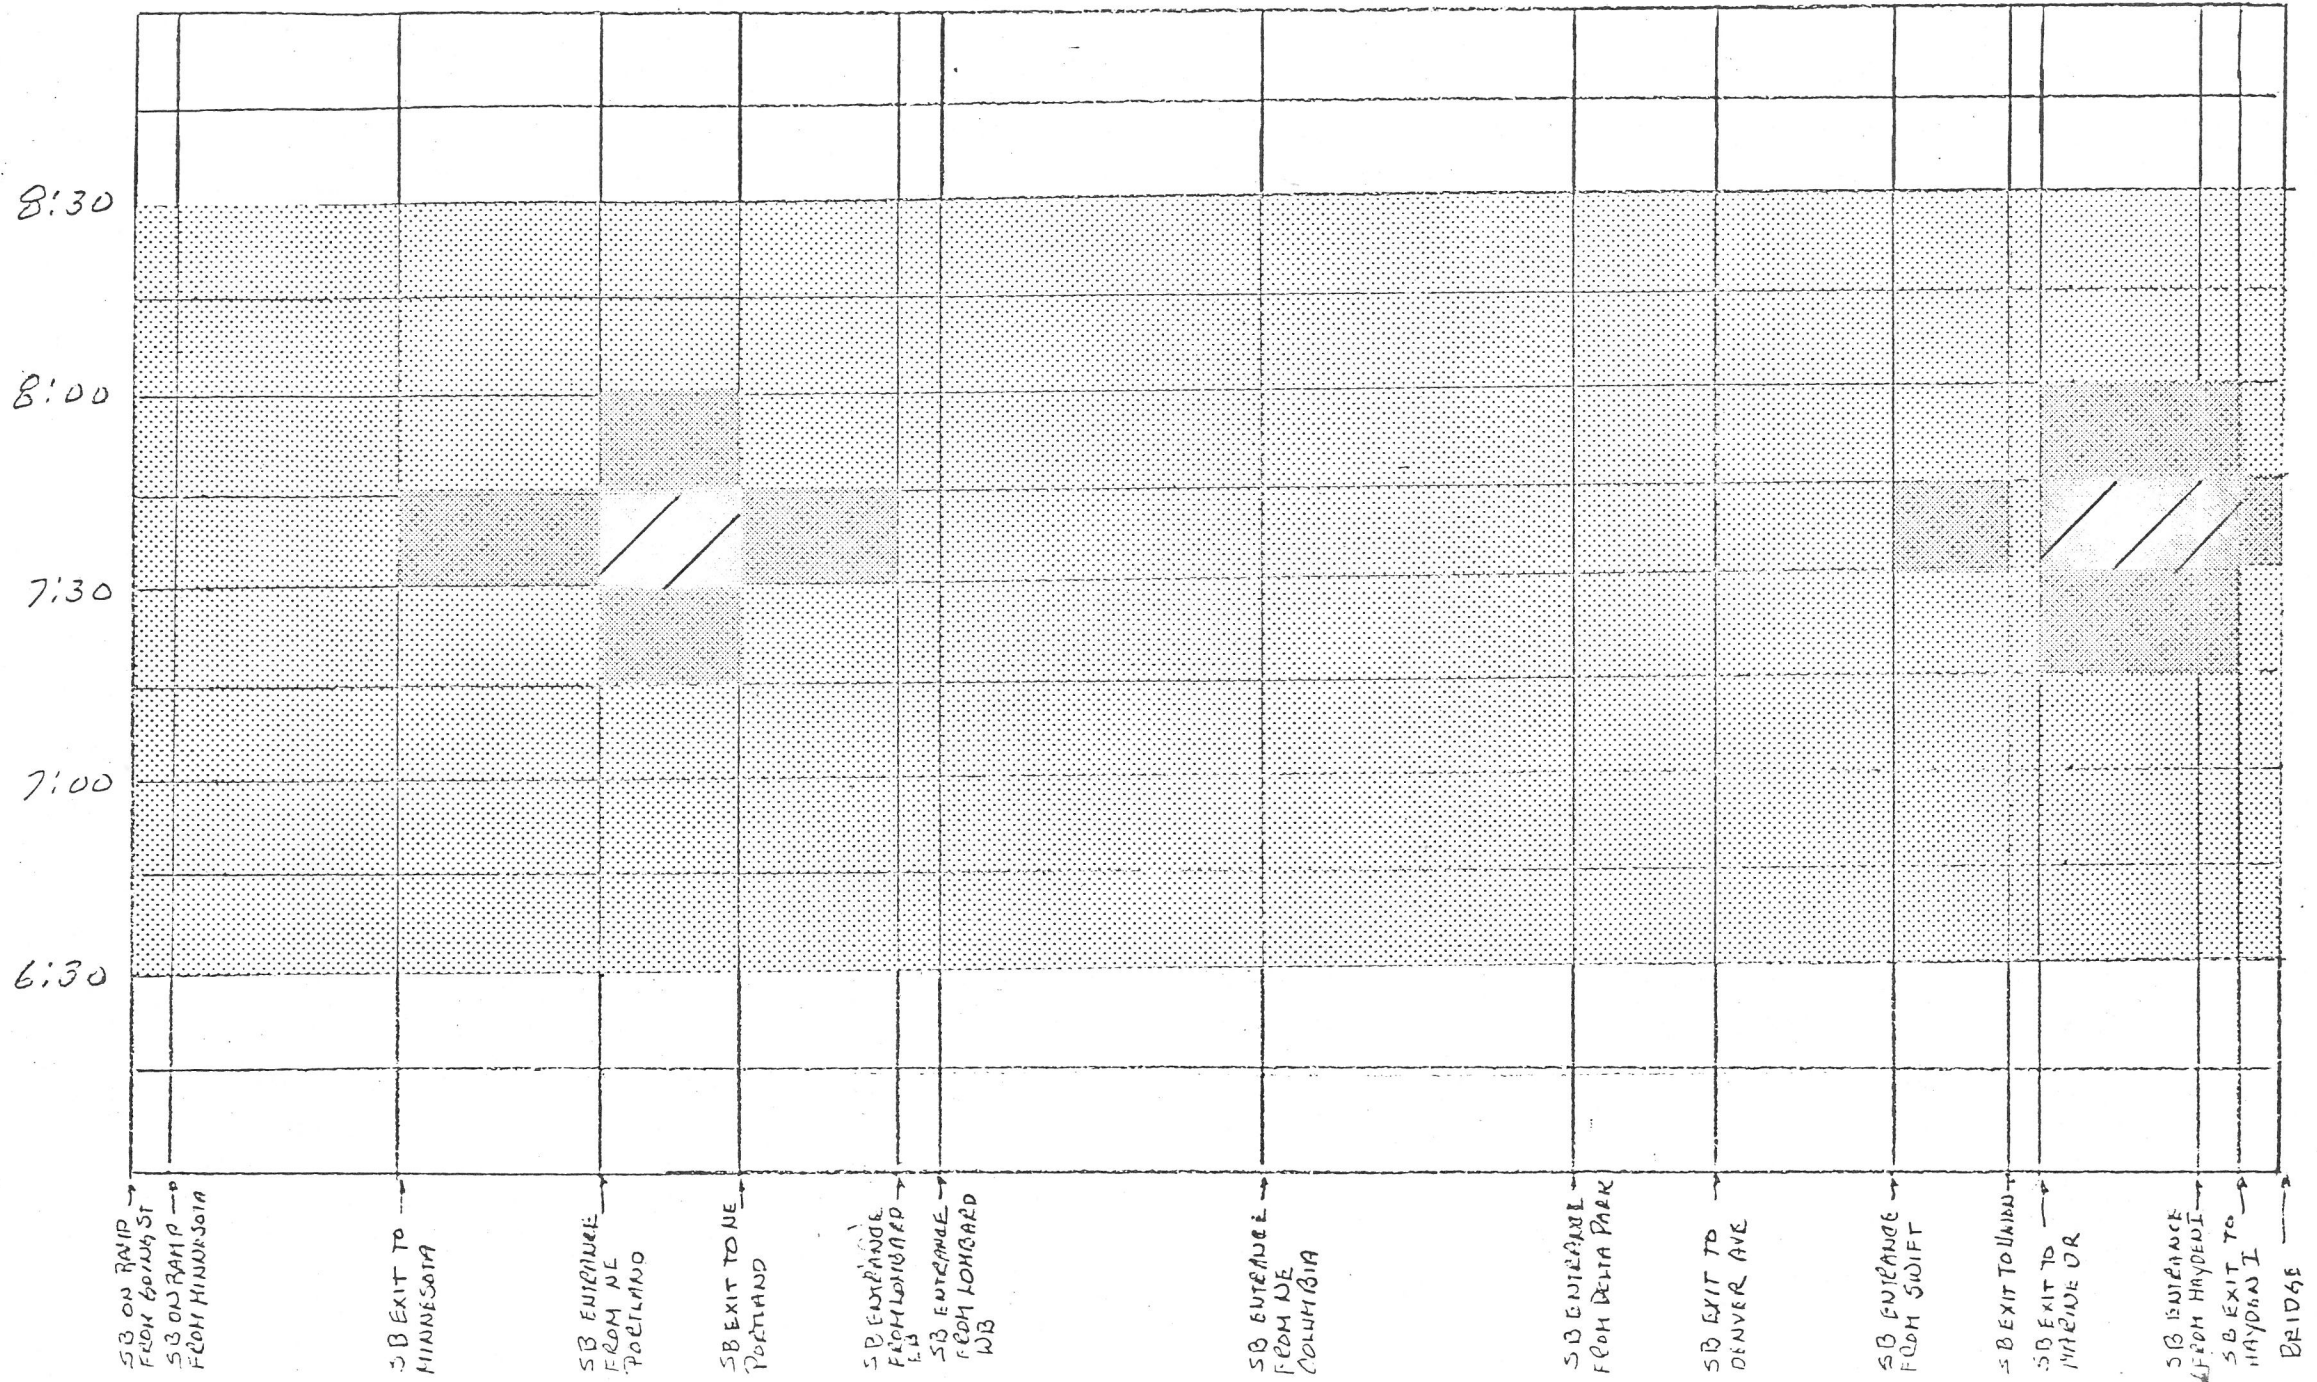 8:30
8:00
7:30
7:00
6:30
SB ON RAMP
FROM GOING ST
SB ON RAMP
FROM MINNESOTA
SB EXIT TO
MINNESOTA
SB ENTRANCE
FROM NE
PORTLAND
SB EXIT TO NE
PORTLAND
SB ENTRANCE
FROM LOMBARD
EB
SB ENTRANCE
FROM LOMBARD
WB
SB ENTRANCE
FROM NE
COLUMBIA
SB ENTRANCE
FROM DELTA PARK
SB EXIT TO
DENVER AVE
SB ENTRANCE
FROM SWIFT
SB EXIT TO UNION
SB EXIT TO
MARINE DR
SB ENTRANCE
FROM HAYDEN I
SB EXIT TO
HAYDEN I
BRIDGE